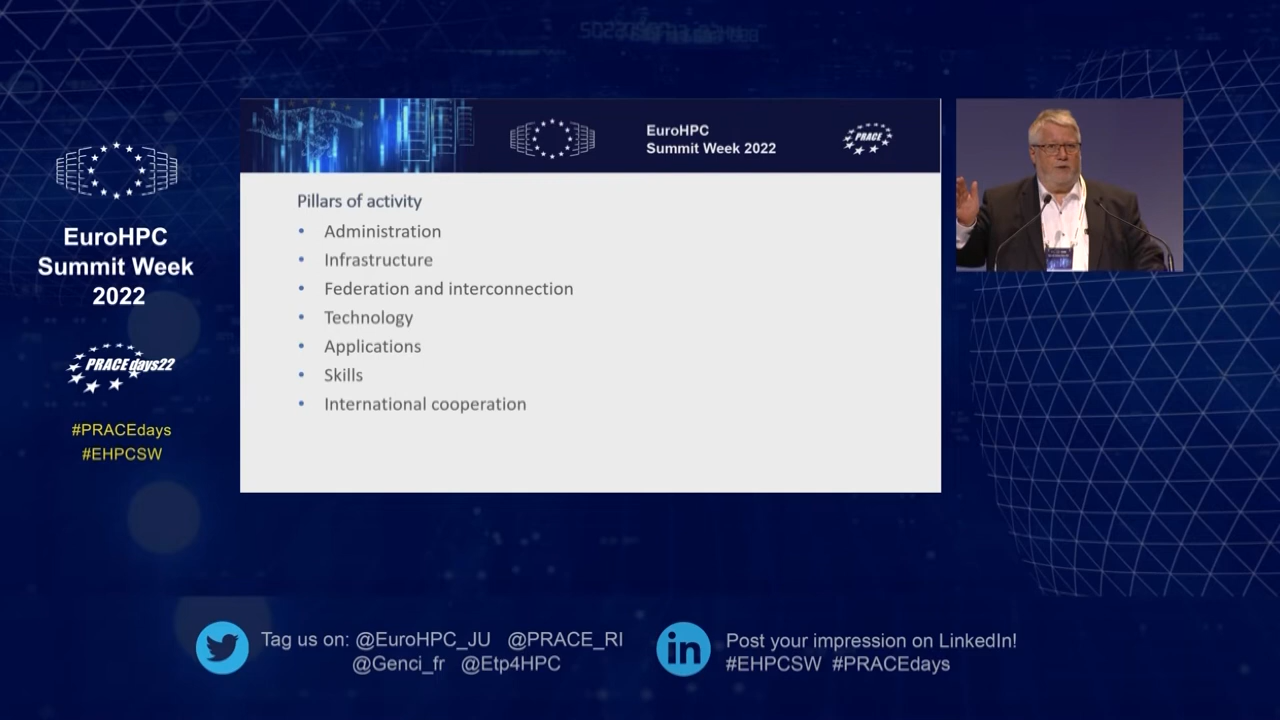 EuroHPC
Summit Week
2022
PRACEdays22
#PRACEdays
#EHPCSW
EuroHPC
Summit Week 2022
PRACE
Pillars of activity
• Administration
• Infrastructure
• Federation and interconnection
• Technology
• Applications
• Skills
• International cooperation
Tag us on: @EuroHPC_JU @PRACE_RI
@Genci_fr @Etp4HPC
in
Post your impression on LinkedIn!
#EHPCSW #PRACEdays